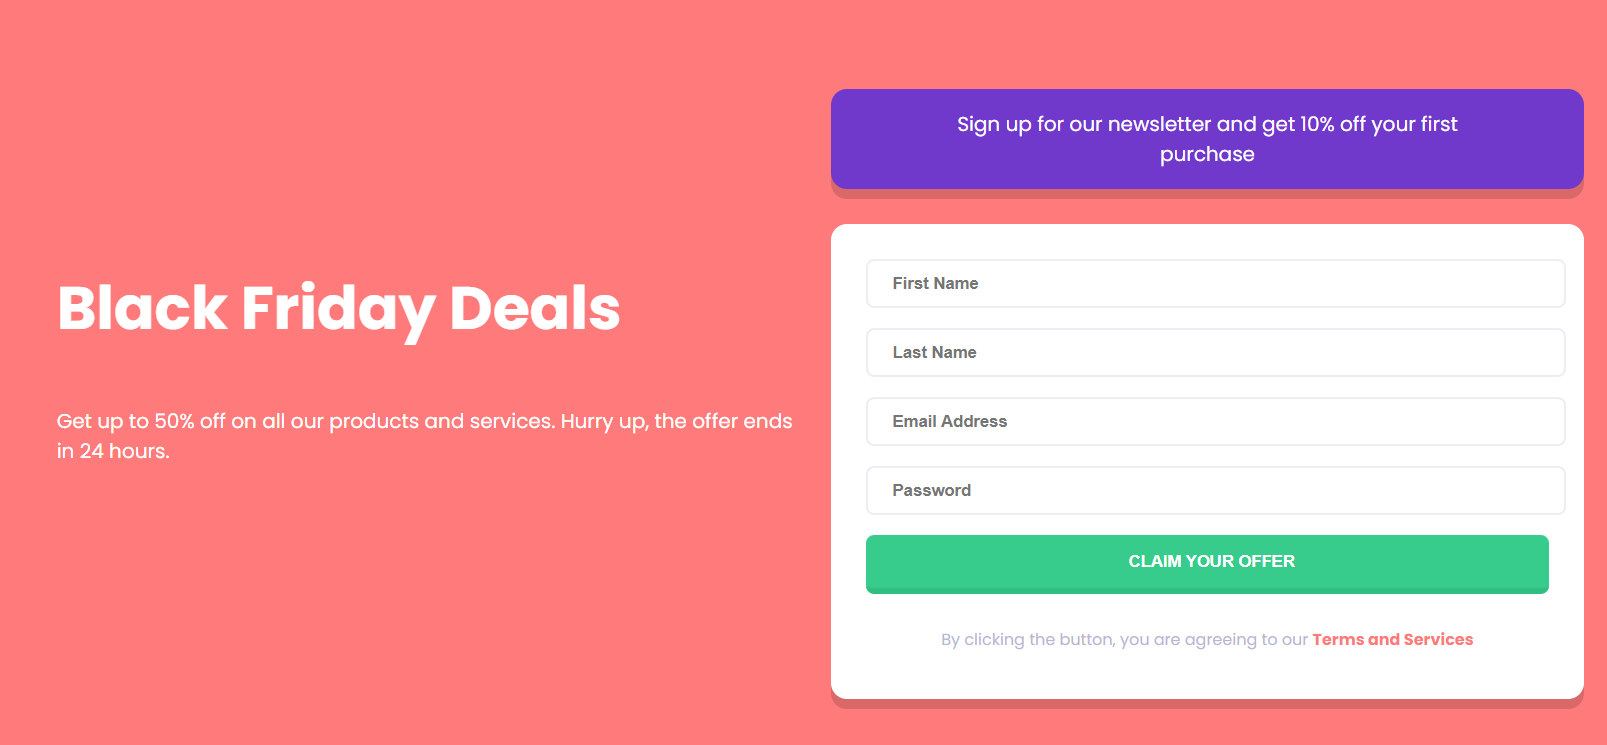 Black Friday Deals
Get up to 50% off on all our products and services. Hurry up, the offer ends
in 24 hours.
Sign up for our newsletter and get 10% off your first
purchase
First Name
Last Name
Email Address
Password
CLAIM YOUR OFFER
By clicking the button, you are agreeing to our Terms and Services